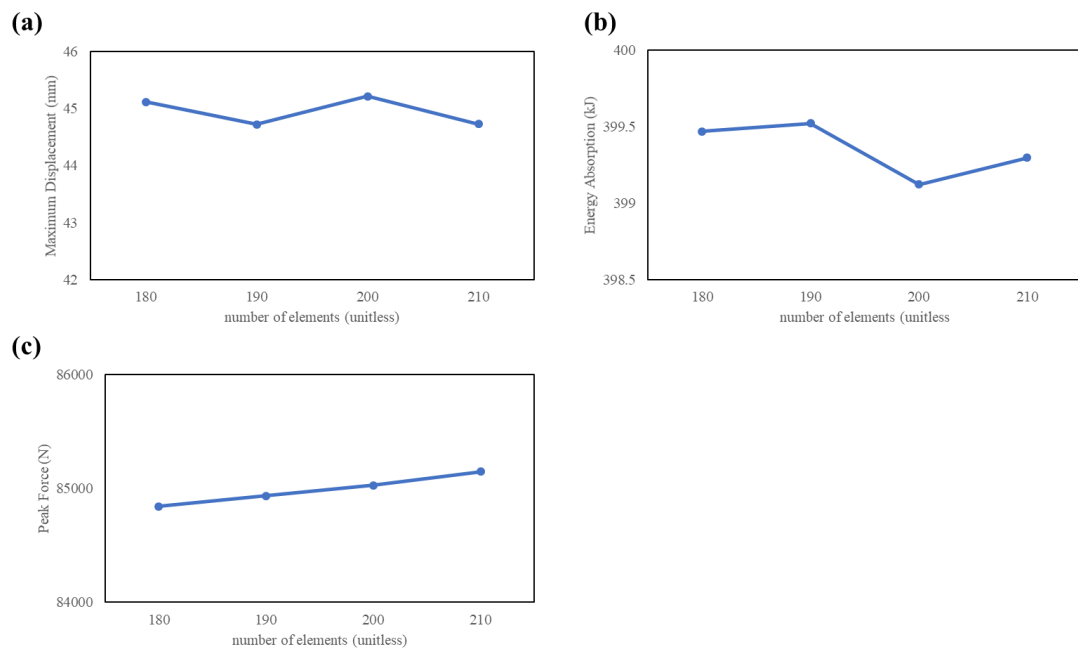 (a)
46
45
44
43
42
Maximum Displacement (mm)
180 190 200 210
number of elements (unitless)
(b)
400
399.5
399
398.5
Energy Absorption (kJ)
180 190 200 210
number of elements (unitless
(c)
86000
85000
84000
Peak Force (N)
180 190 200 210
number of elements (unitless)